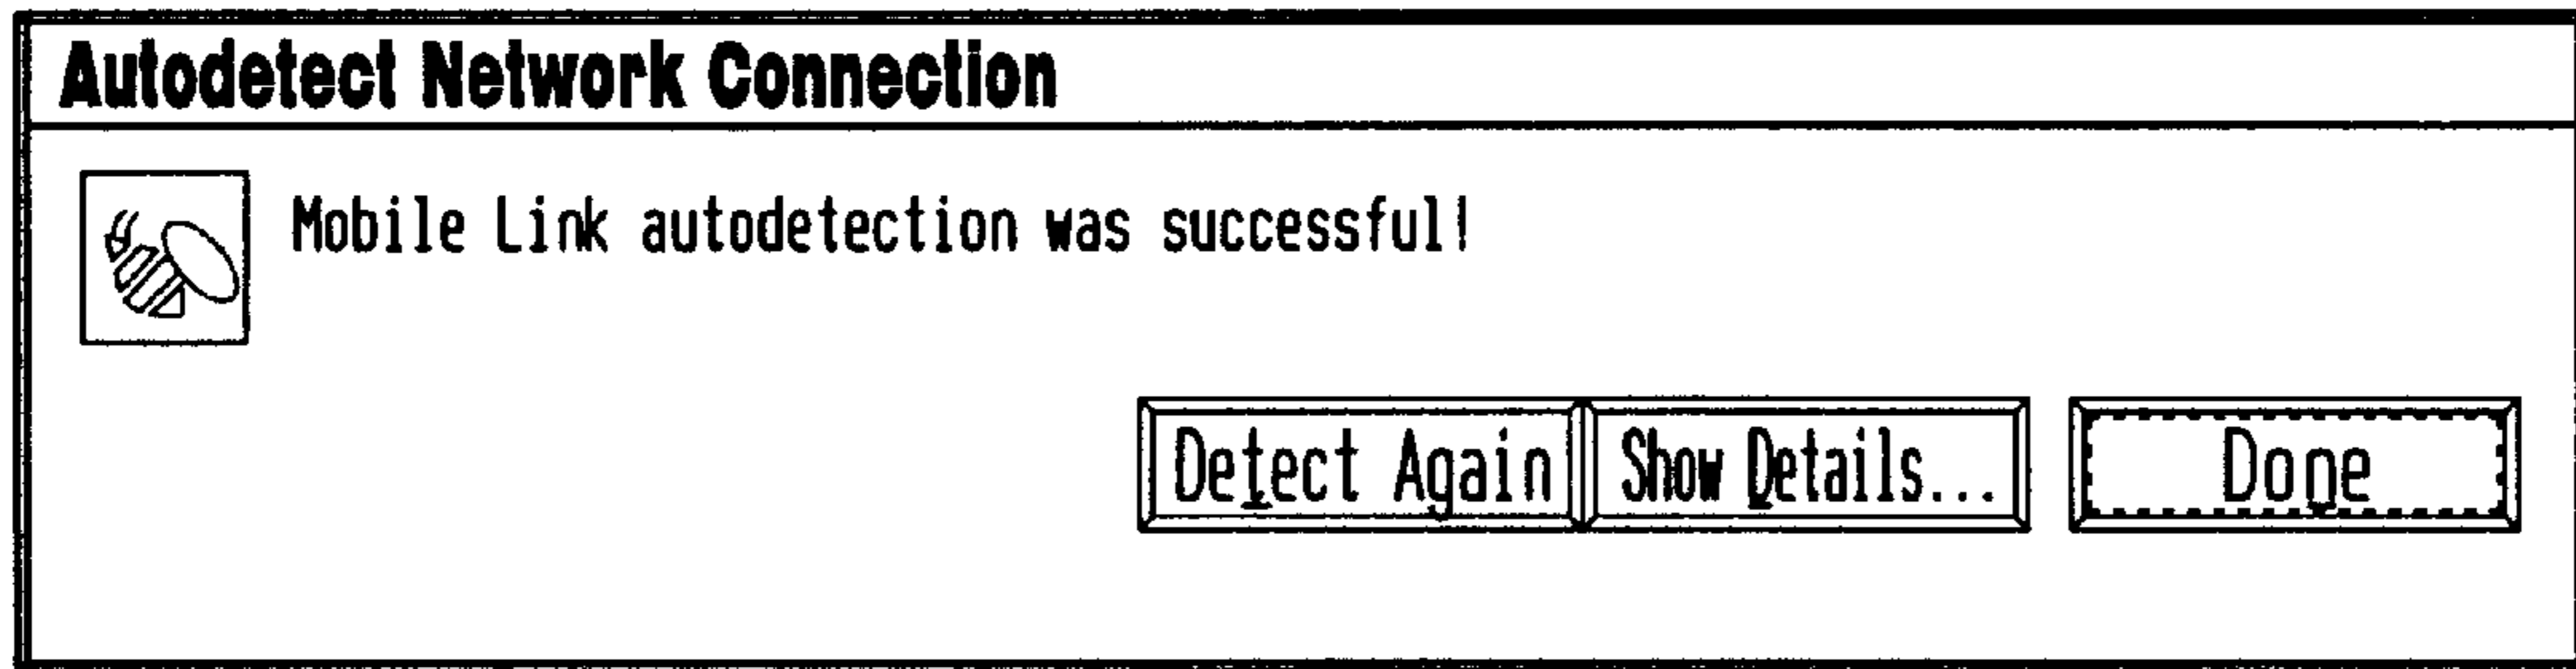 Autodetect Network Connection
Mobile Link autodetection was successful!
Detect Again Show Details... Done